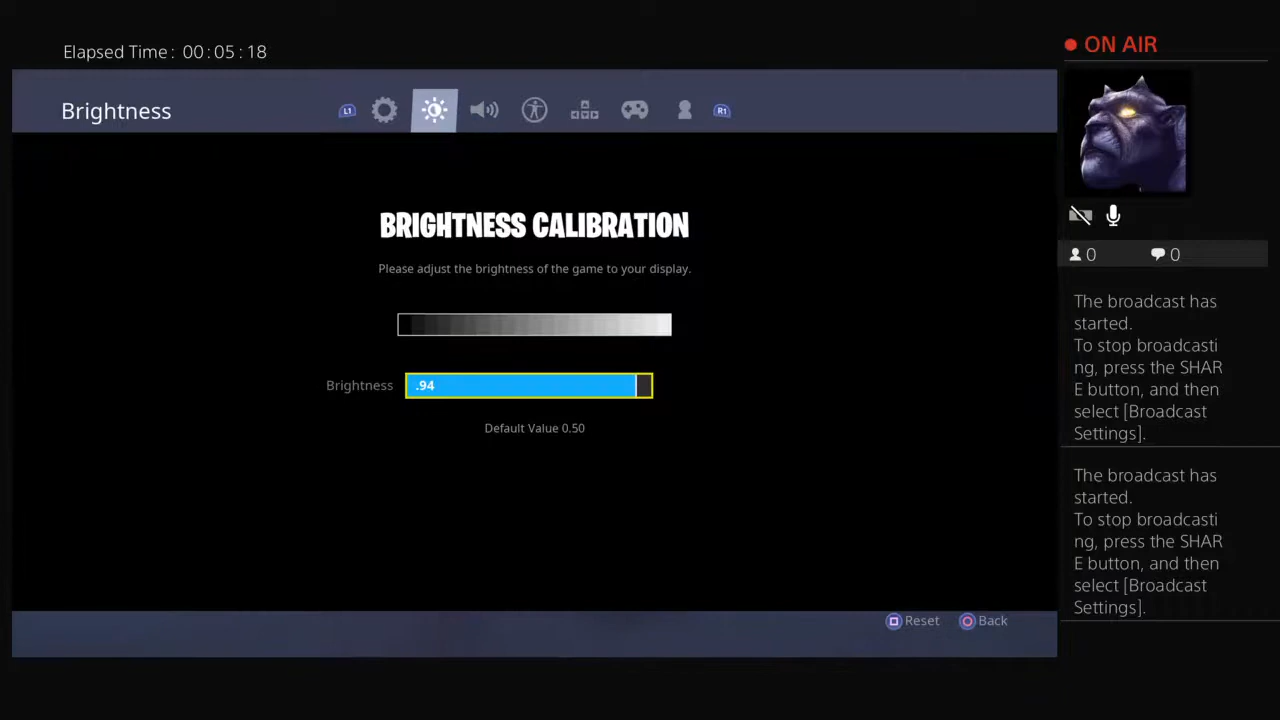 Elapsed Time: 00:05:18
ON AIR
Brightness
L1
R1
BRIGHTNESS CALIBRATION
Please adjust the brightness of the game to your display.
Brightness
.94
Default Value 0.50
Reset
Back
0
0
The broadcast has
started.
To stop broadcasti
ng, press the SHAR
E button, and then
select [Broadcast
Settings].
The broadcast has
started.
To stop broadcasti
ng, press the SHAR
E button, and then
select [Broadcast
Settings].